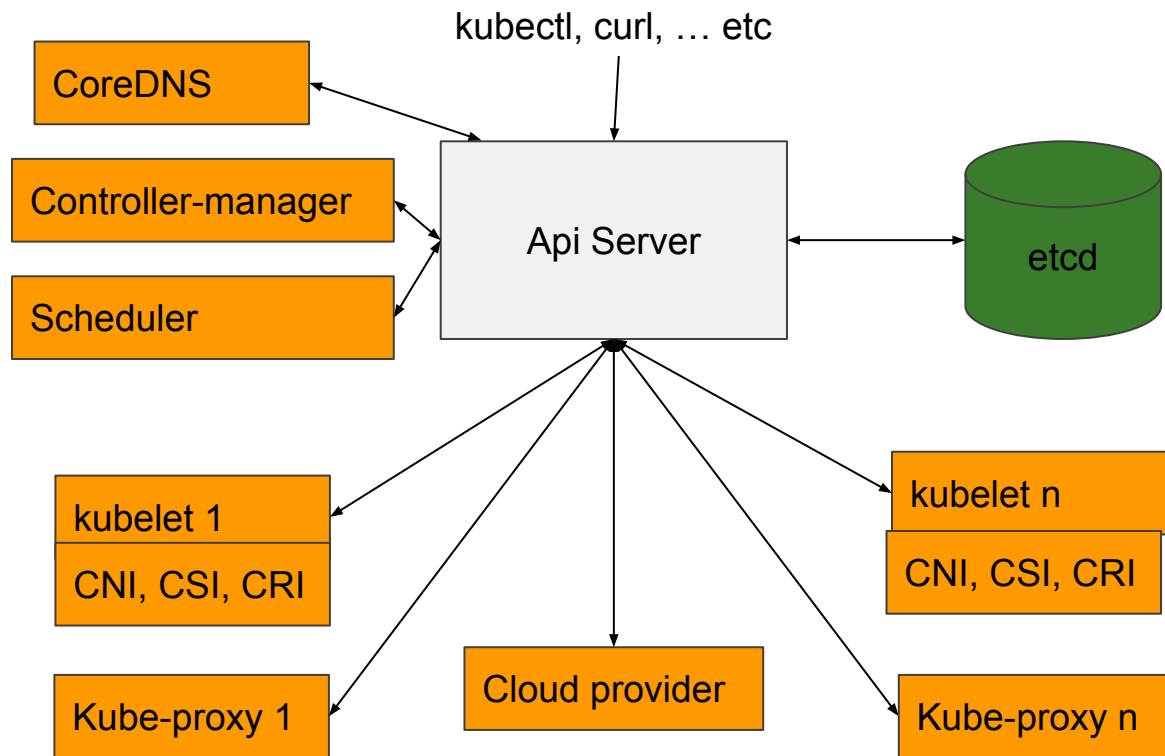 kubectl, curl, … etc
CoreDNS
Controller-manager
Api Server
etcd
Scheduler
kubelet 1
CNI, CSI, CRI
kubelet n
CNI, CSI, CRI
Cloud provider
Kube-proxy 1
Kube-proxy n